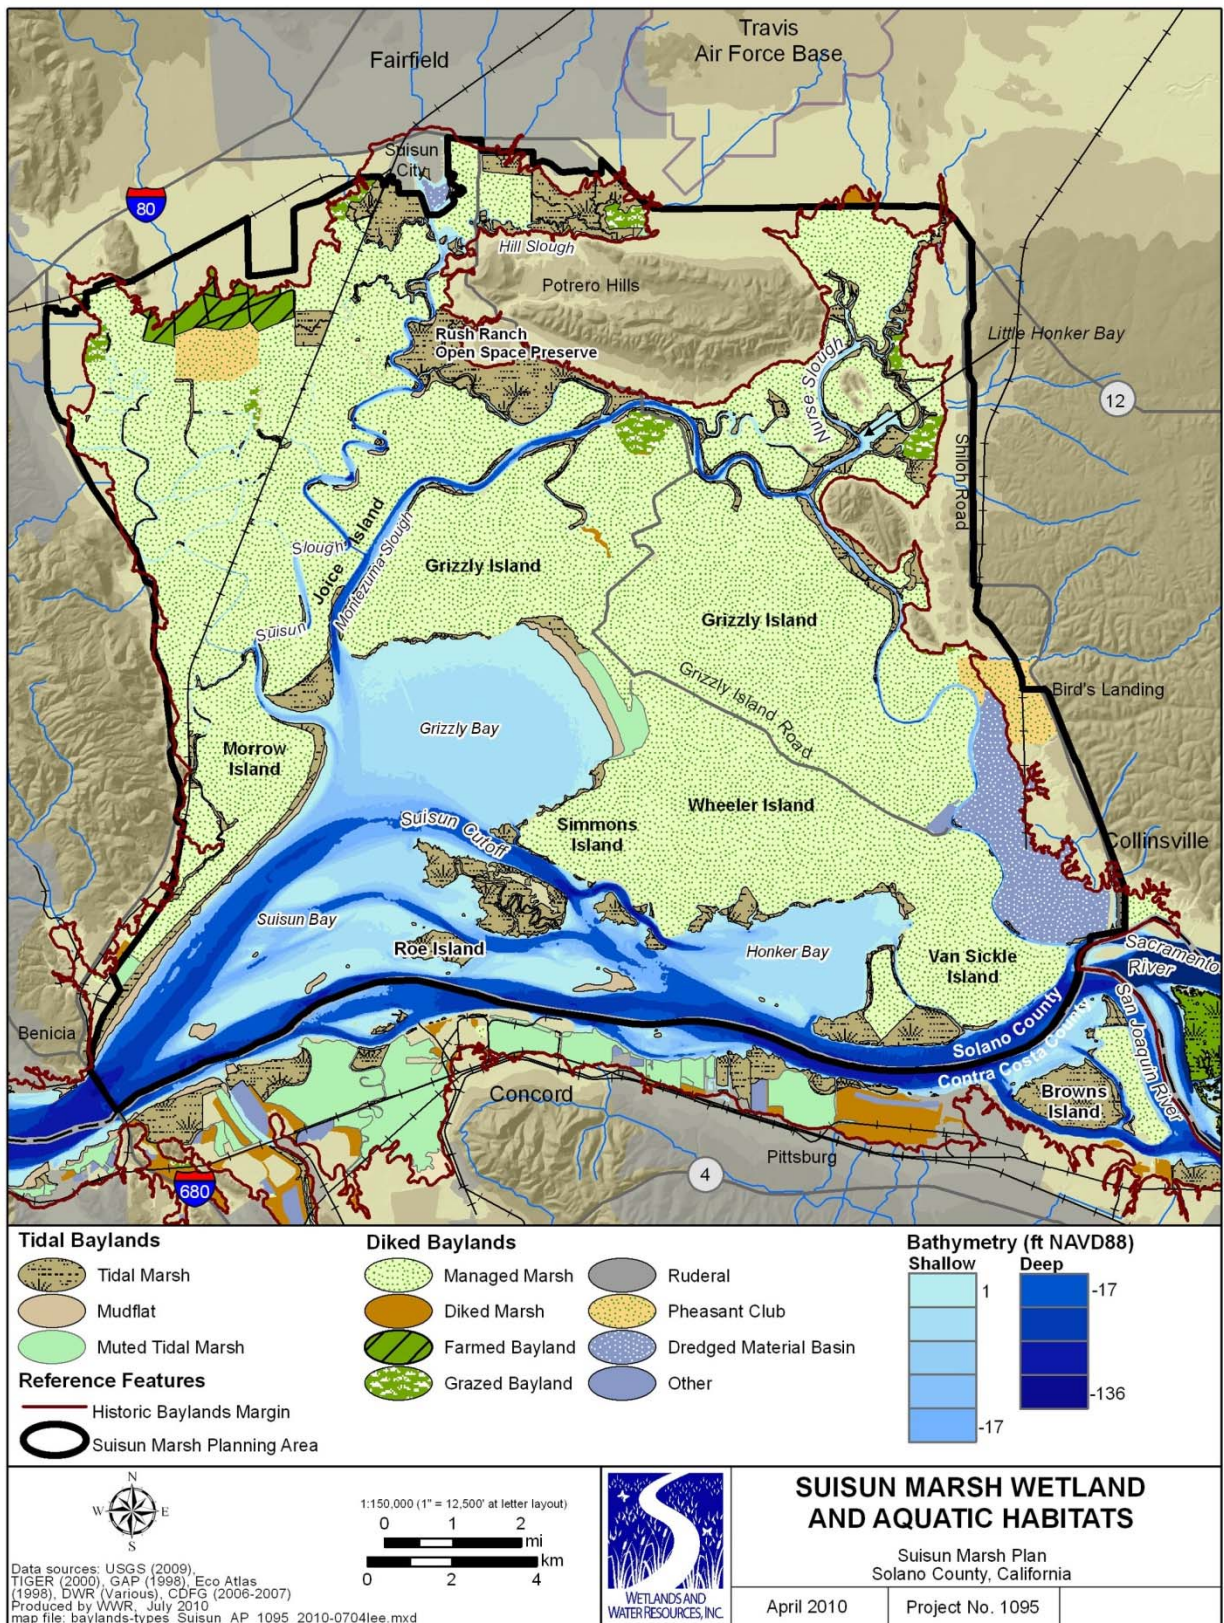 Travis
Air Force Base
Fairfield
Suisun
City
80
Hill Slough
Potrero Hills
Rush Ranch
Open Space Preserve
Nurse Slough
Little Honker Bay
12
Shiloh Road
Suisun
Slough
Joice Island
Montezuma Slough
Grizzly Island
Grizzly Island
Grizzly Island Road
Bird's Landing
Grizzly Bay
Morrow
Island
Wheeler Island
Simmons
Island
Suisun Cutoff
Collinsville
Suisun Bay
Roe Island
Honker Bay
Van Sickle
Island
Sacramento
River
San Joaquin River
Benicia
Solano County
Contra Costa County
Browns
Island
Concord
Pittsburg
4
680
Tidal Baylands
Tidal Marsh
Mudflat
Muted Tidal Marsh
Reference Features
Historic Baylands Margin
Suisun Marsh Planning Area
Diked Baylands
Managed Marsh
Diked Marsh
Farmed Bayland
Grazed Bayland
Ruderal
Pheasant Club
Dredged Material Basin
Other
Bathymetry (ft NAVD88)
Shallow Deep
1
-17
-17
-136
N
W E
S
1:150,000 (1" = 12,500' at letter layout)
0 1 2
mi
km
0 2 4
Data sources: USGS (2009),
TIGER (2000), GAP (1998), Eco Atlas
(1998), DWR (Various), CDFG (2006-2007)
Produced by WWR, July 2010
map file: baylands-types_Suisun_AP_1095_2010-0704lee.mxd
WETLANDS AND
WATER RESOURCES, INC.
SUISUN MARSH WETLAND
AND AQUATIC HABITATS
Suisun Marsh Plan
Solano County, California
April 2010
Project No. 1095